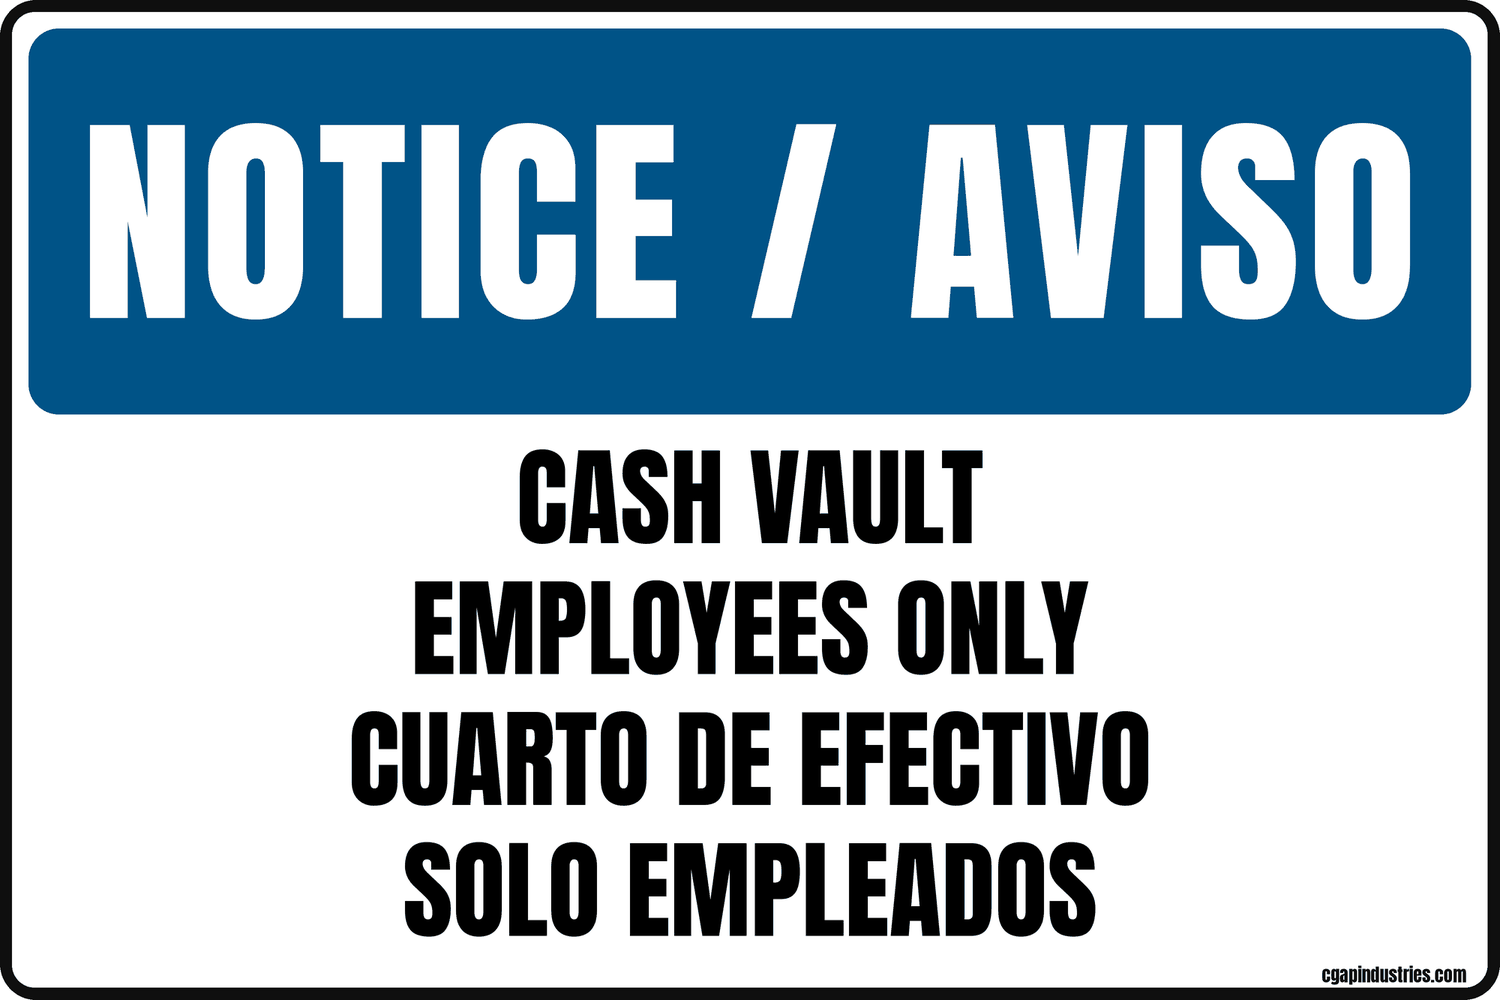 NOTICE / AVISO
CASH VAULT
EMPLOYEES ONLY
CUARTO DE EFECTIVO
SOLO EMPLEADOS
cgapindustries.com